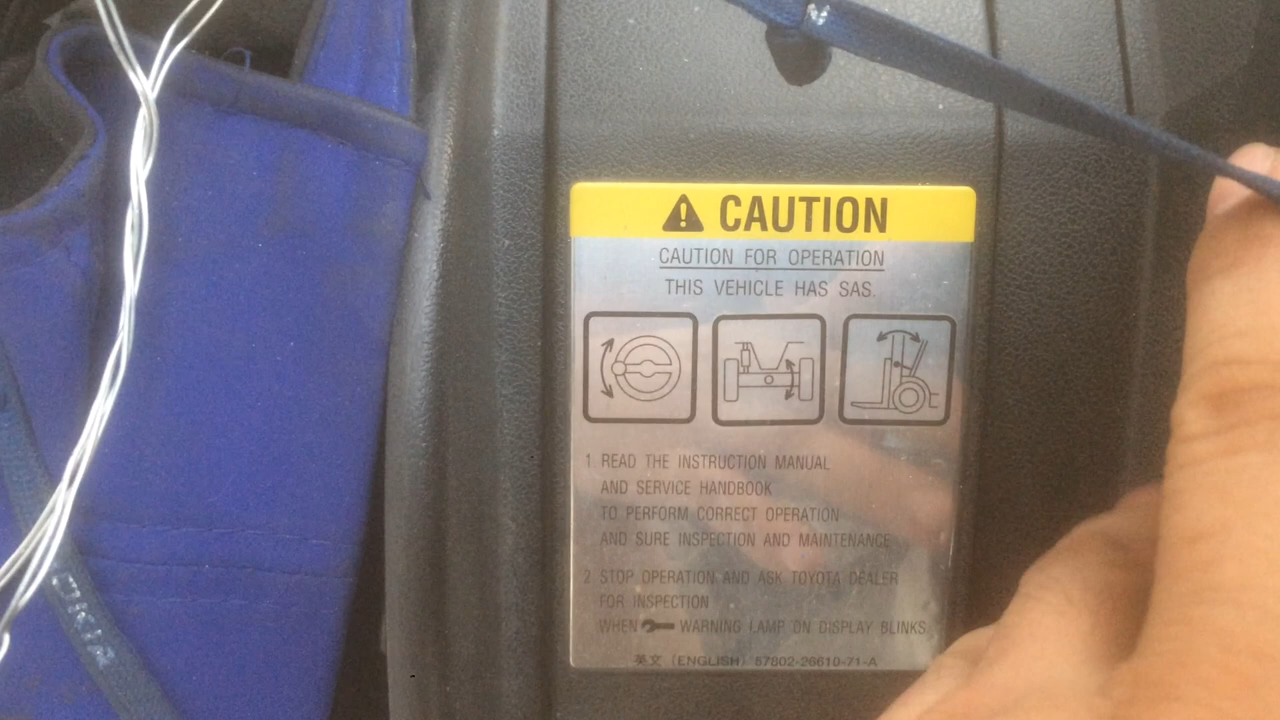 CAUTION
CAUTION FOR OPERATION
THIS VEHICLE HAS SAS.
1 READ THE INSTRUCTION MANUAL
AND SERVICE HANDBOOK
TO PERFORM CORRECT OPERATION
AND SURE INSPECTION AND MAINTENANCE
2 STOP OPERATION AND ASK TOYOTA DEALER
FOR INSPECTION
WHEN WARNING LAMP ON DISPLAY BLINKS.
英文 (ENGLISH) 57802-26610-71-A